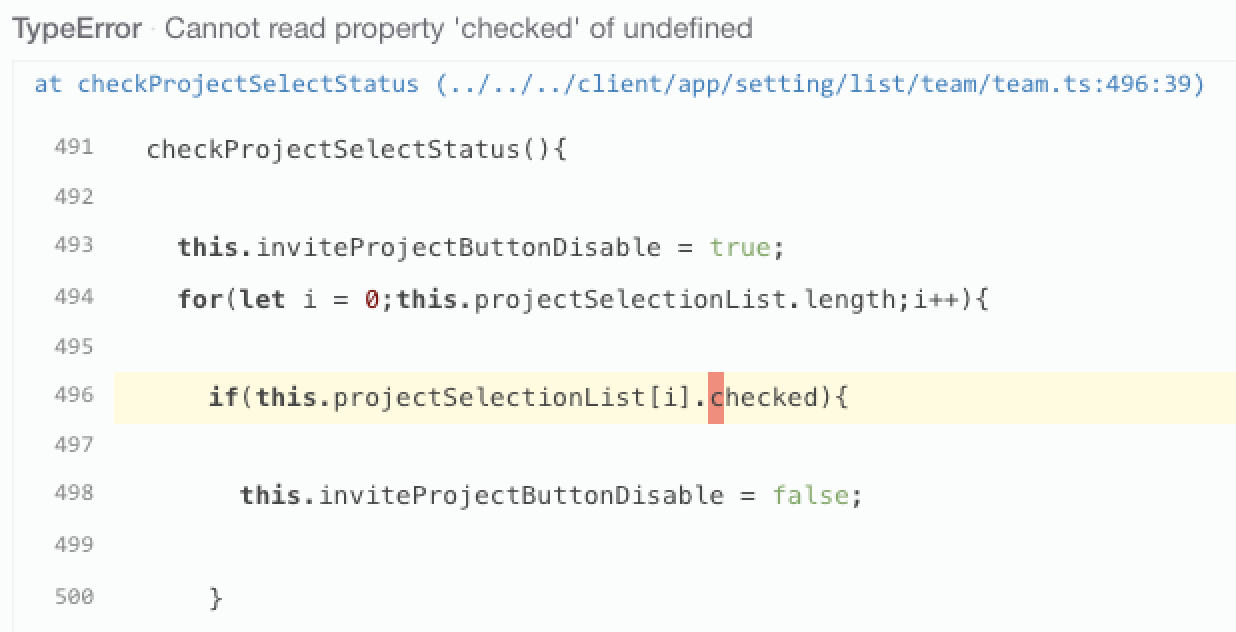 TypeError · Cannot read property 'checked' of undefined
at checkProjectSelectStatus (../../../client/app/setting/list/team/team.ts:496:39)
491 checkProjectSelectStatus(){
492
493 this.inviteProjectButtonDisable = true;
494 for(let i = 0;this.projectSelectionList.length;i++){
495
496 if(this.projectSelectionList[i].checked){
497
498 this.inviteProjectButtonDisable = false;
499
500 }